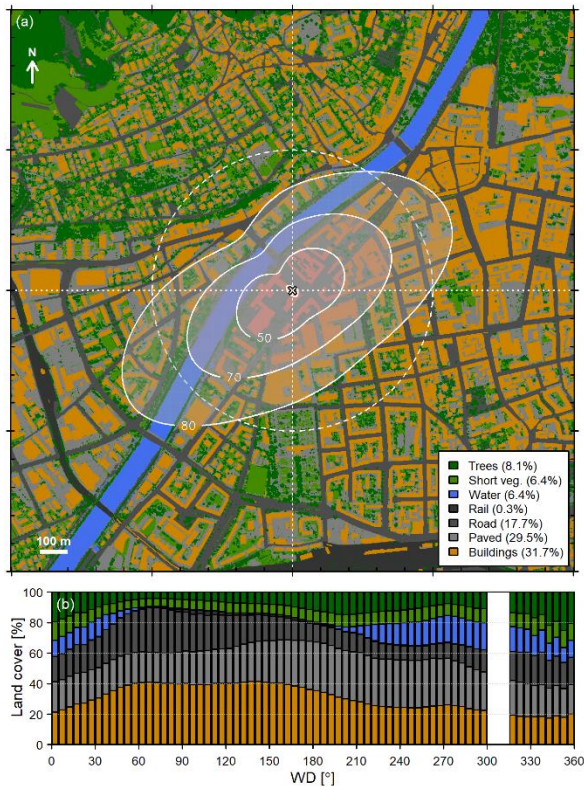 (a)
N
50
70
80
100 m
Trees (8.1%)
Short veg. (6.4%)
Water (6.4%)
Rail (0.3%)
Road (17.7%)
Paved (29.5%)
Buildings (31.7%)
(b)
Land cover [%]
100
80
60
40
20
0
0 30 60 90 120 150 180 210 240 270 300 330 360
WD [°]